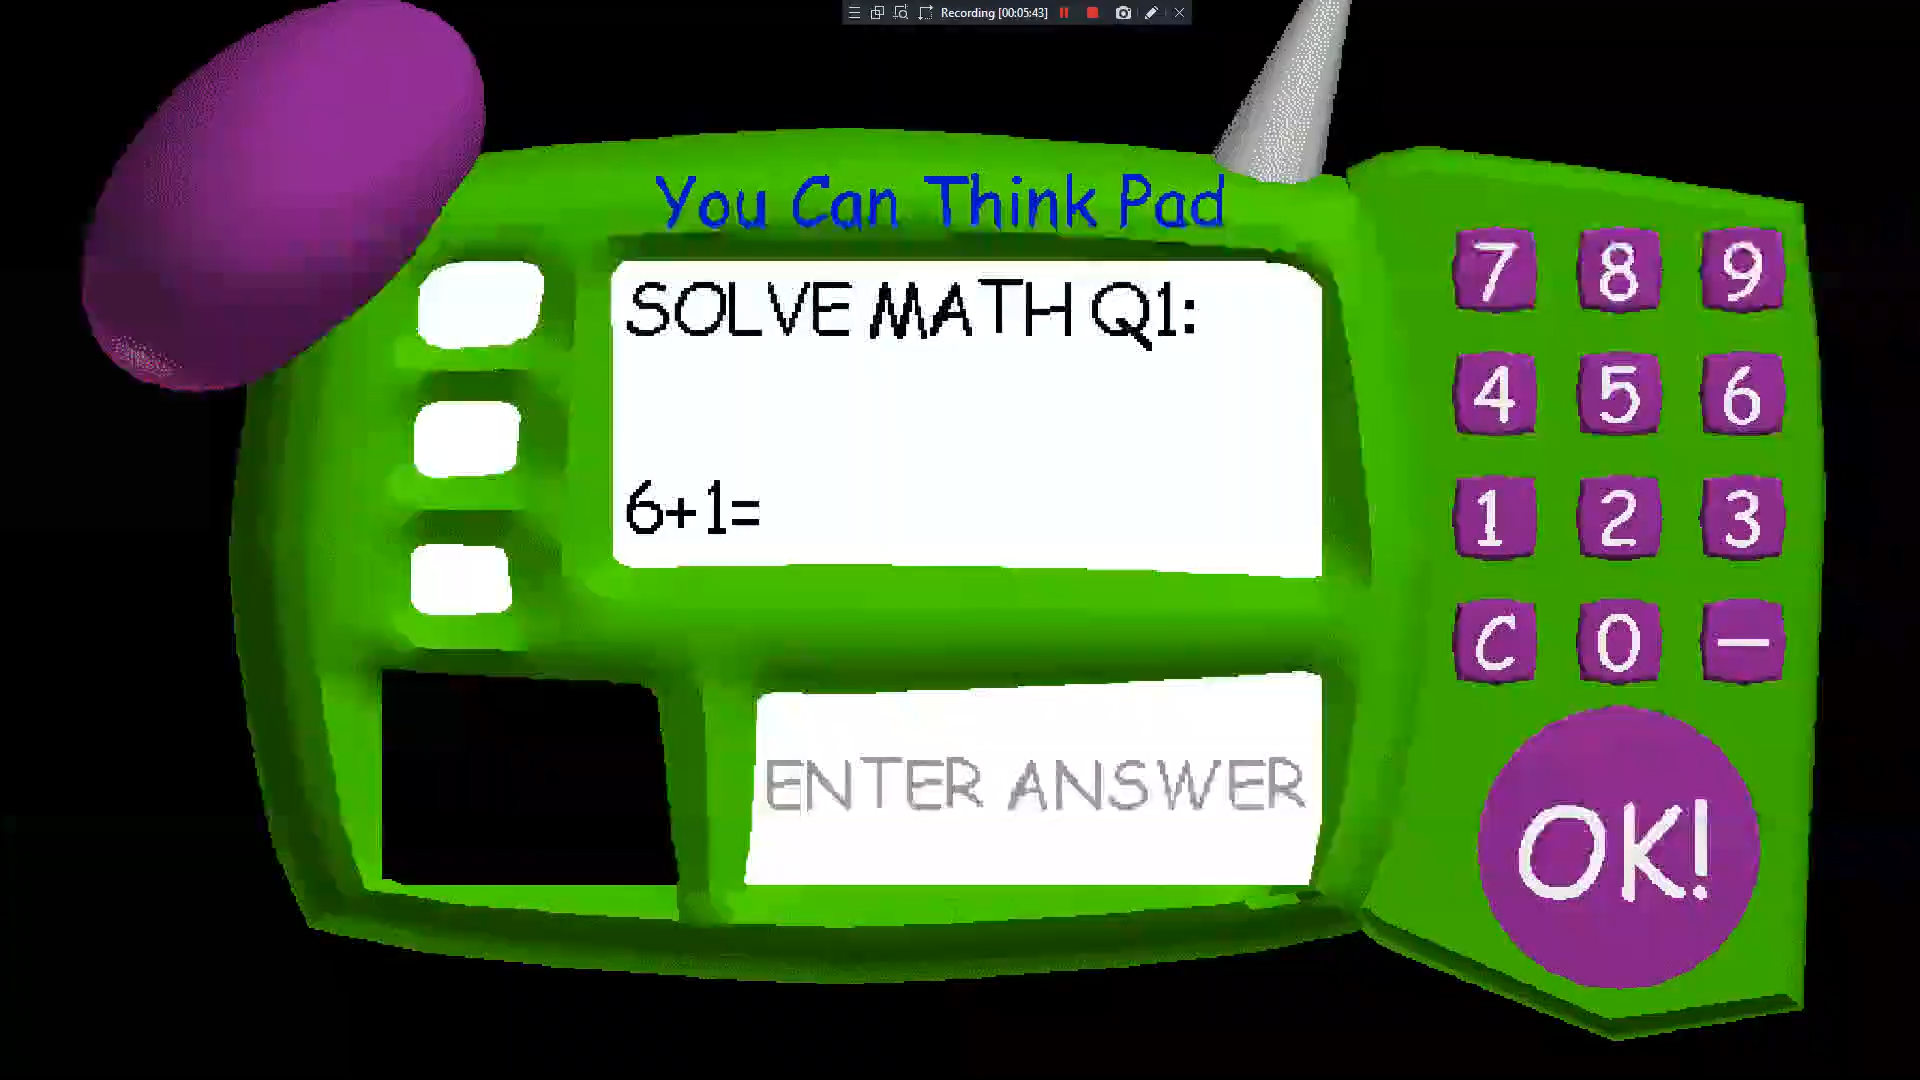 Recording [00:05:43]
You Can Think Pad
SOLVE MATH Q1:
6+1=
7 8 9
4 5 6
1 2 3
C 0 —
ENTER ANSWER
OK!